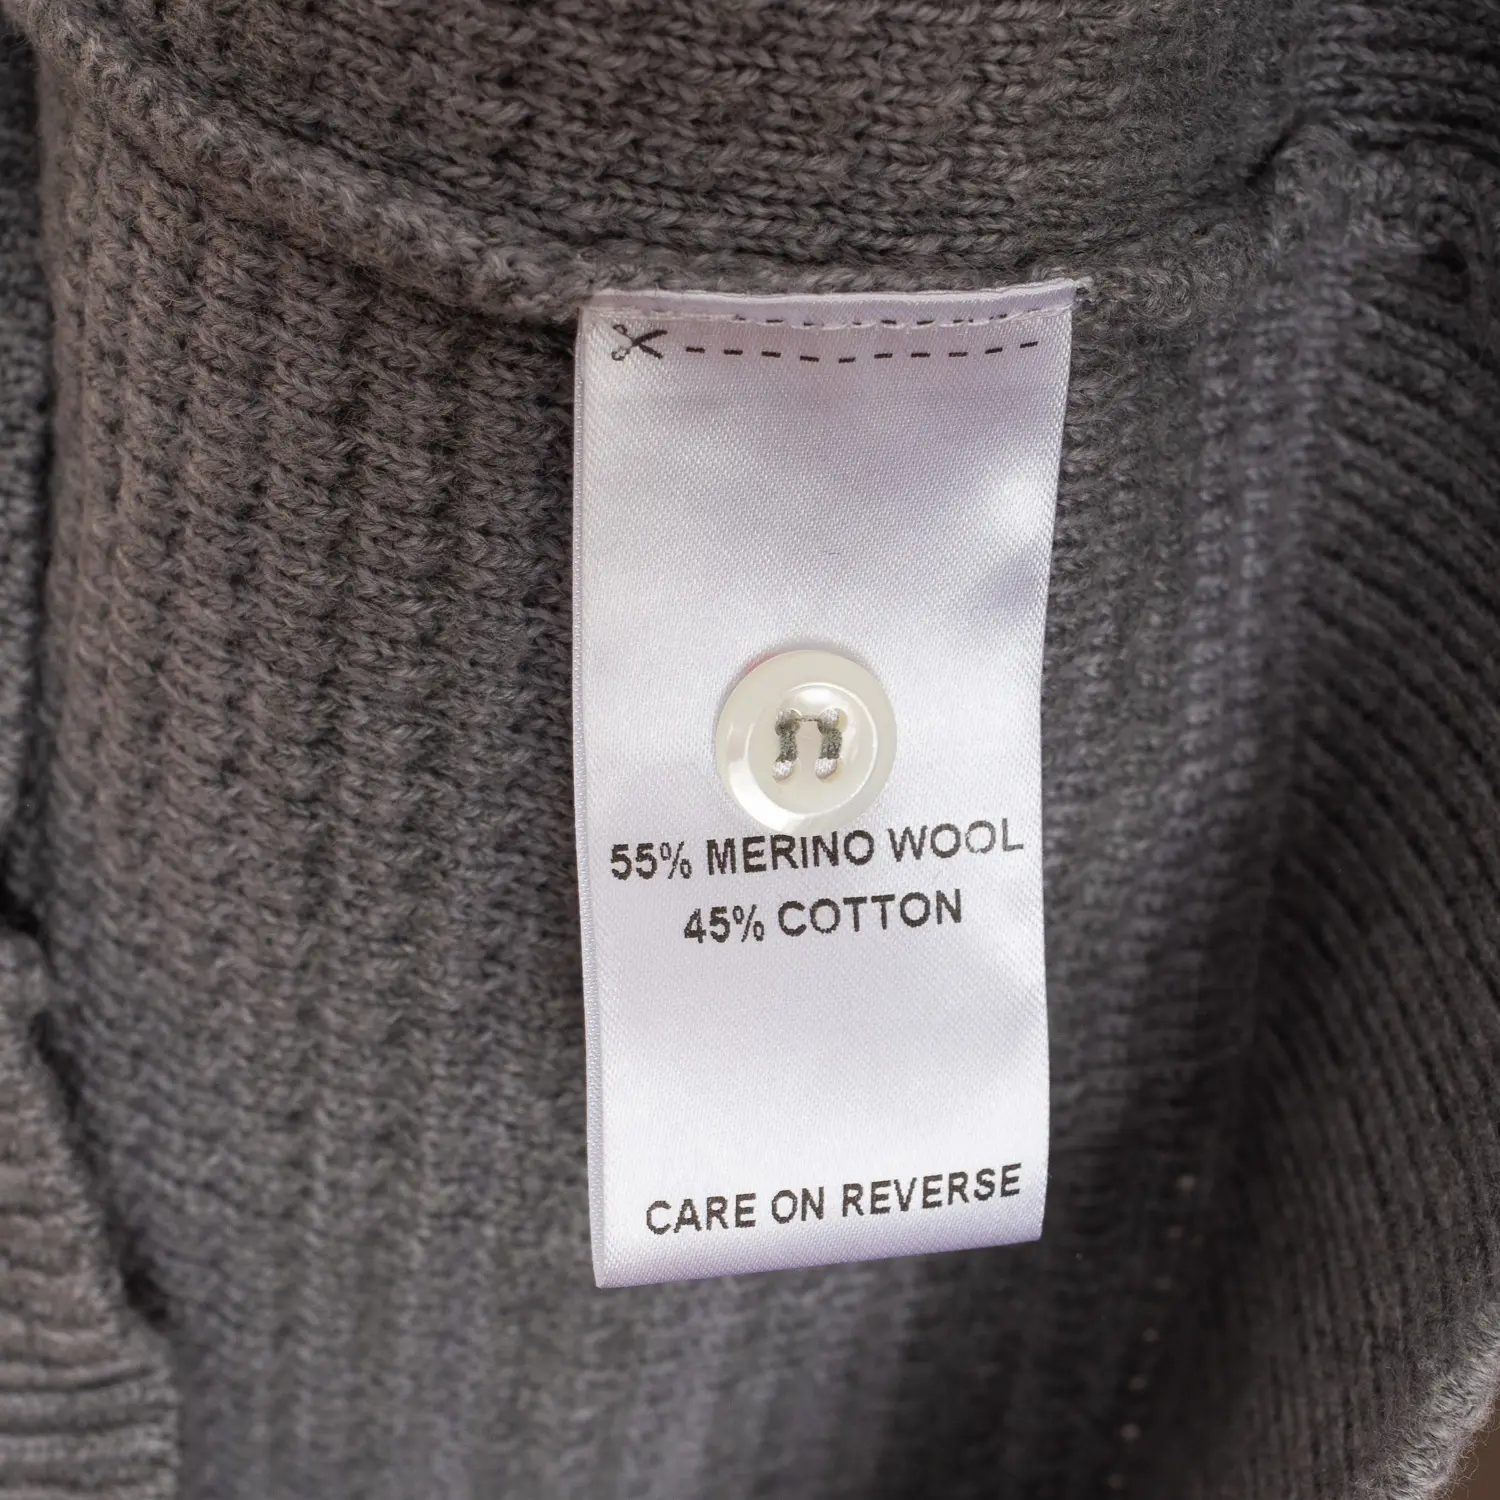 55% MERINO WOOL
45% COTTON
CARE ON REVERSE